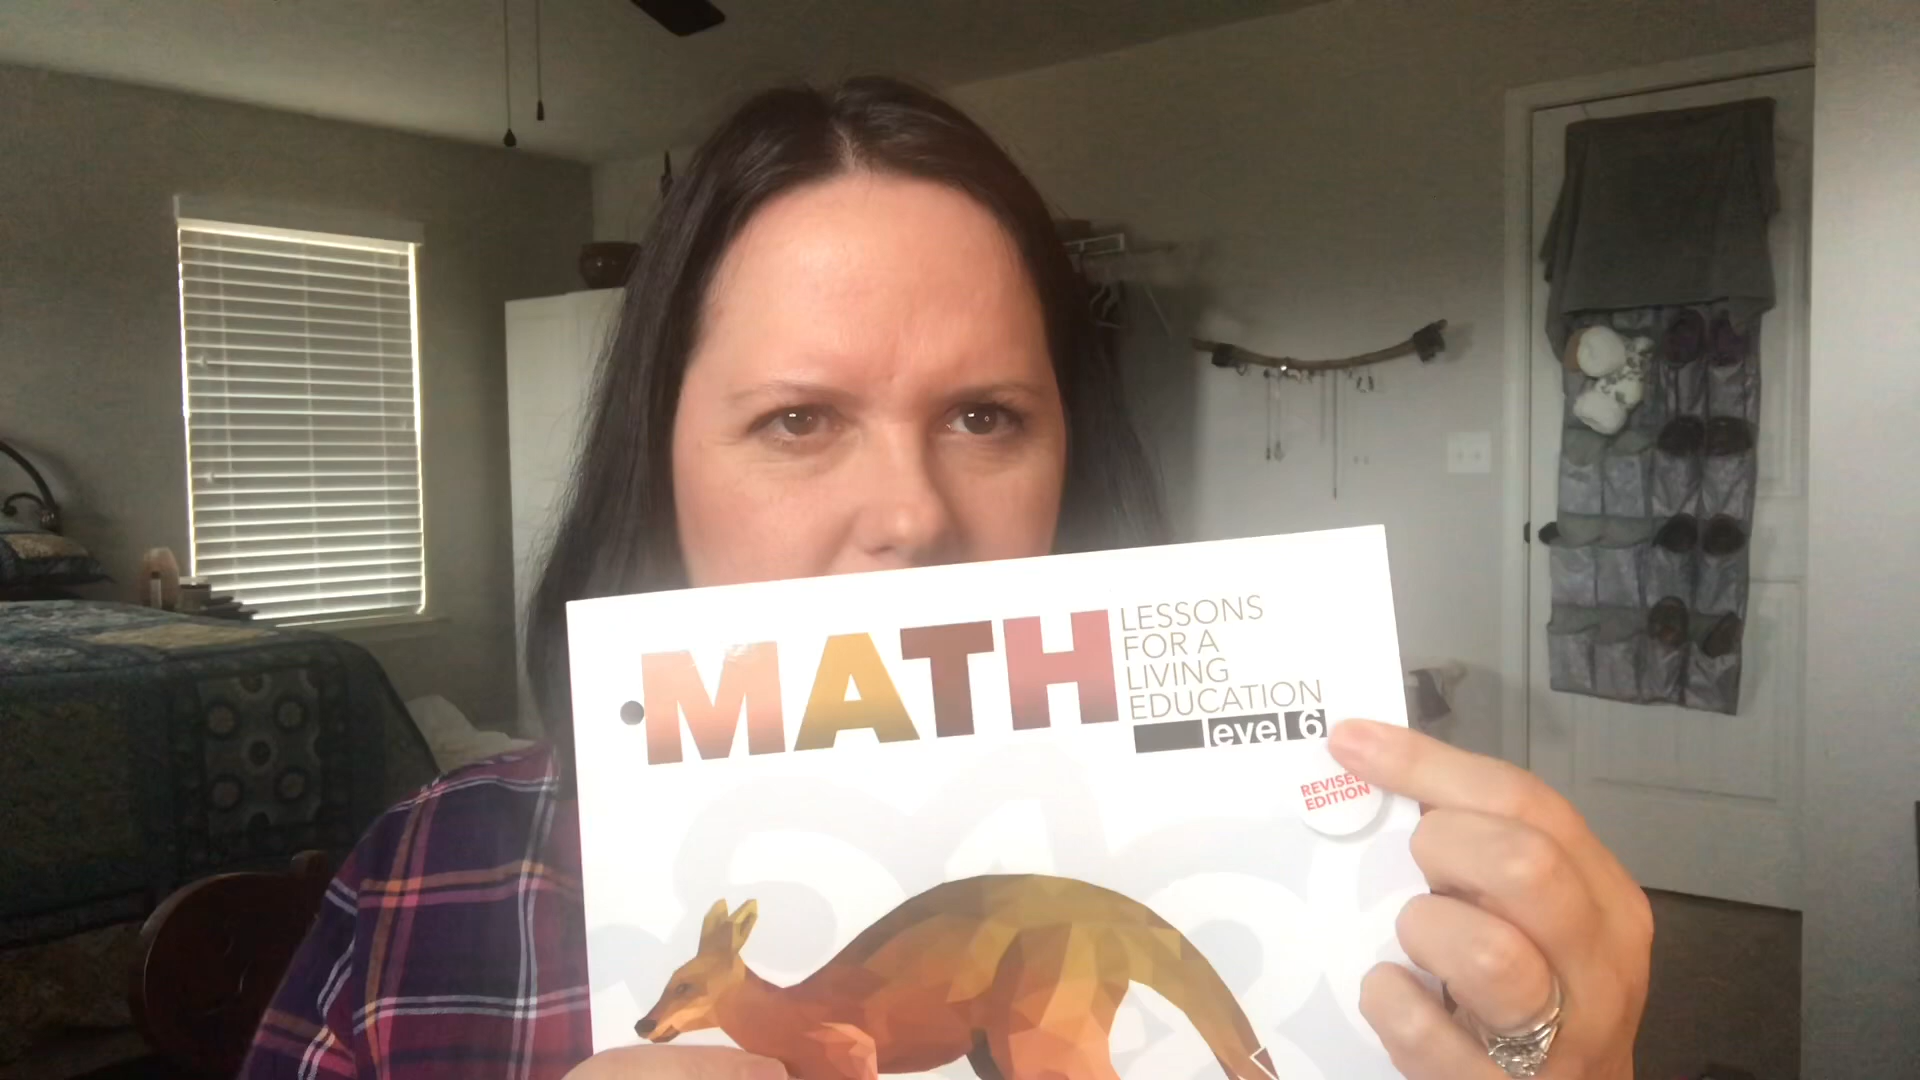 MATH
LESSONS
FOR A
LIVING
EDUCATION
level 6
REVISED
EDITION